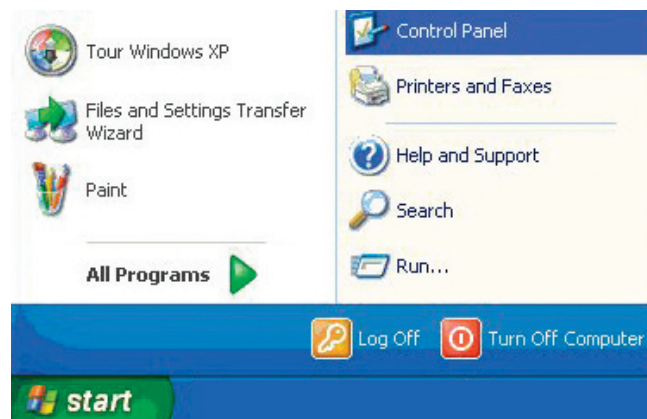 Tour Windows XP
Files and Settings Transfer
Wizard
Paint
All Programs
Control Panel
Printers and Faxes
Help and Support
Search
Run...
Log Off
Turn Off Computer
start